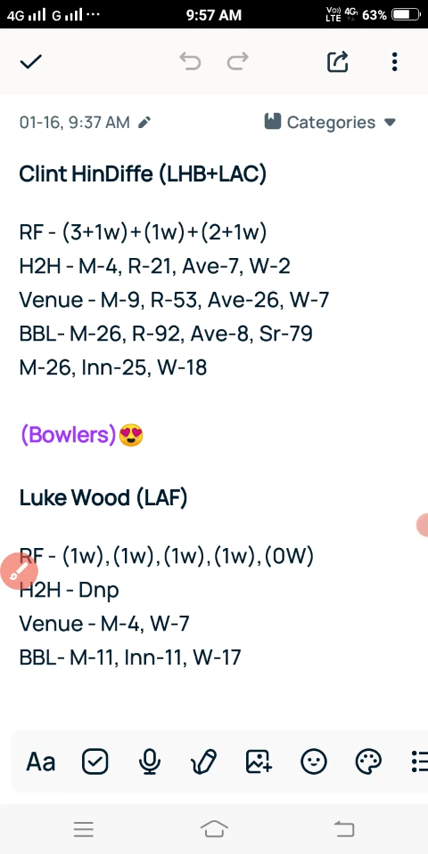 4G G ... 9:57 AM Vo)) LTE 4G 63%
01-16, 9:37 AM Categories
Clint HinDiffe (LHB+LAC)
RF - (3+1w)+(1w)+(2+1w)
H2H - M-4, R-21, Ave-7, W-2
Venue - M-9, R-53, Ave-26, W-7
BBL- M-26, R-92, Ave-8, Sr-79
M-26, Inn-25, W-18
(Bowlers)😍
Luke Wood (LAF)
RF - (1w),(1w),(1w),(1w),(0W)
H2H - Dnp
Venue - M-4, W-7
BBL- M-11, Inn-11, W-17
Aa